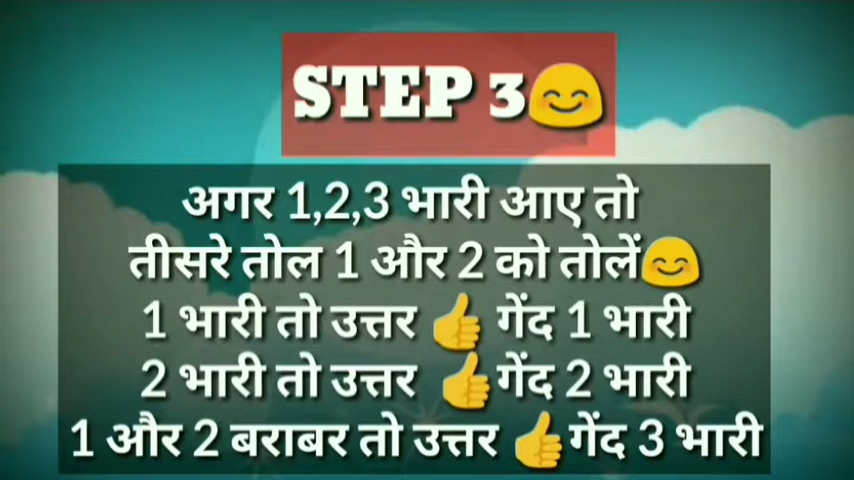 STEP 3😊
अगर 1,2,3 भारी आए तो
तीसरे तोल 1 और 2 को तोलें😊
1 भारी तो उत्तर 👍 गेंद 1 भारी
2 भारी तो उत्तर 👍 गेंद 2 भारी
1 और 2 बराबर तो उत्तर 👍 गेंद 3 भारी